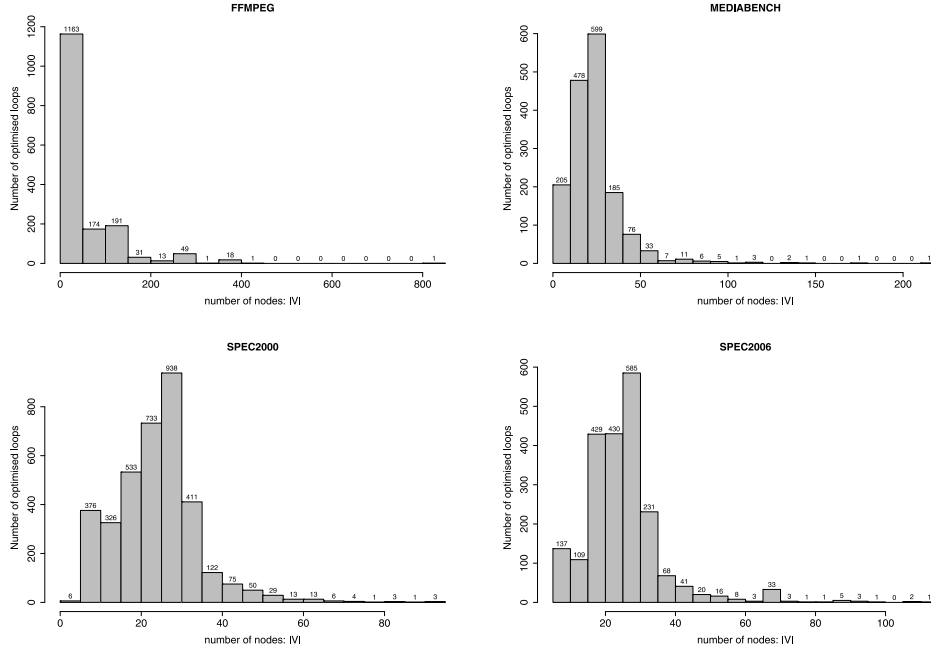 FFMPEG
Number of optimised loops
0 200 400 600 800 1000 1200
1163 174 191 31 13 49 1 18 1 0 0 0 0 0 0 0 1
0 200 400 600 800
number of nodes: |V|
MEDIABENCH
Number of optimised loops
0 100 200 300 400 500 600
205 478 599 185 76 33 7 11 6 5 1 3 0 2 1 0 0 1 0 0 0 1
0 50 100 150 200
number of nodes: |V|
SPEC2000
Number of optimised loops
0 200 400 600 800
6 376 326 533 733 938 411 122 75 50 29 13 13 6 4 1 3 1 3
0 20 40 60 80
number of nodes: |V|
SPEC2006
Number of optimised loops
0 100 200 300 400 500 600
137 109 429 430 585 231 68 41 20 16 8 3 33 3 1 1 5 3 1 0 2 1
20 40 60 80 100
number of nodes: |V|